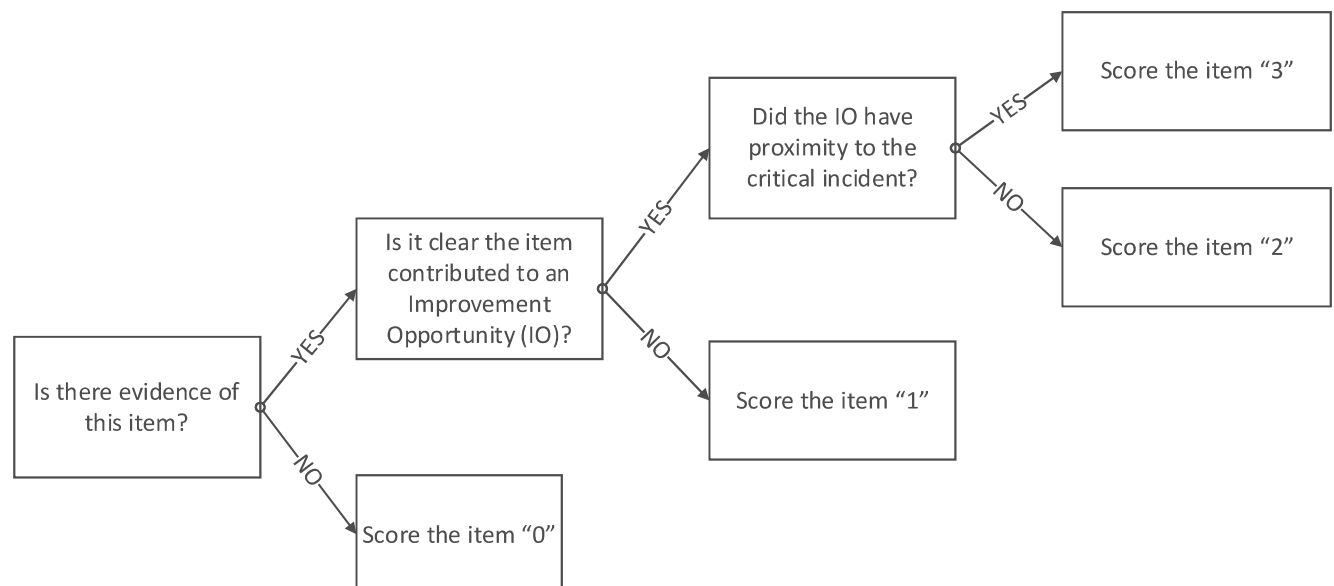 Is there evidence of
this item?
YES
NO
Is it clear the item
contributed to an
Improvement
Opportunity (IO)?
Score the item “0”
YES
NO
Did the IO have
proximity to the
critical incident?
Score the item “1”
YES
NO
Score the item “3”
Score the item “2”